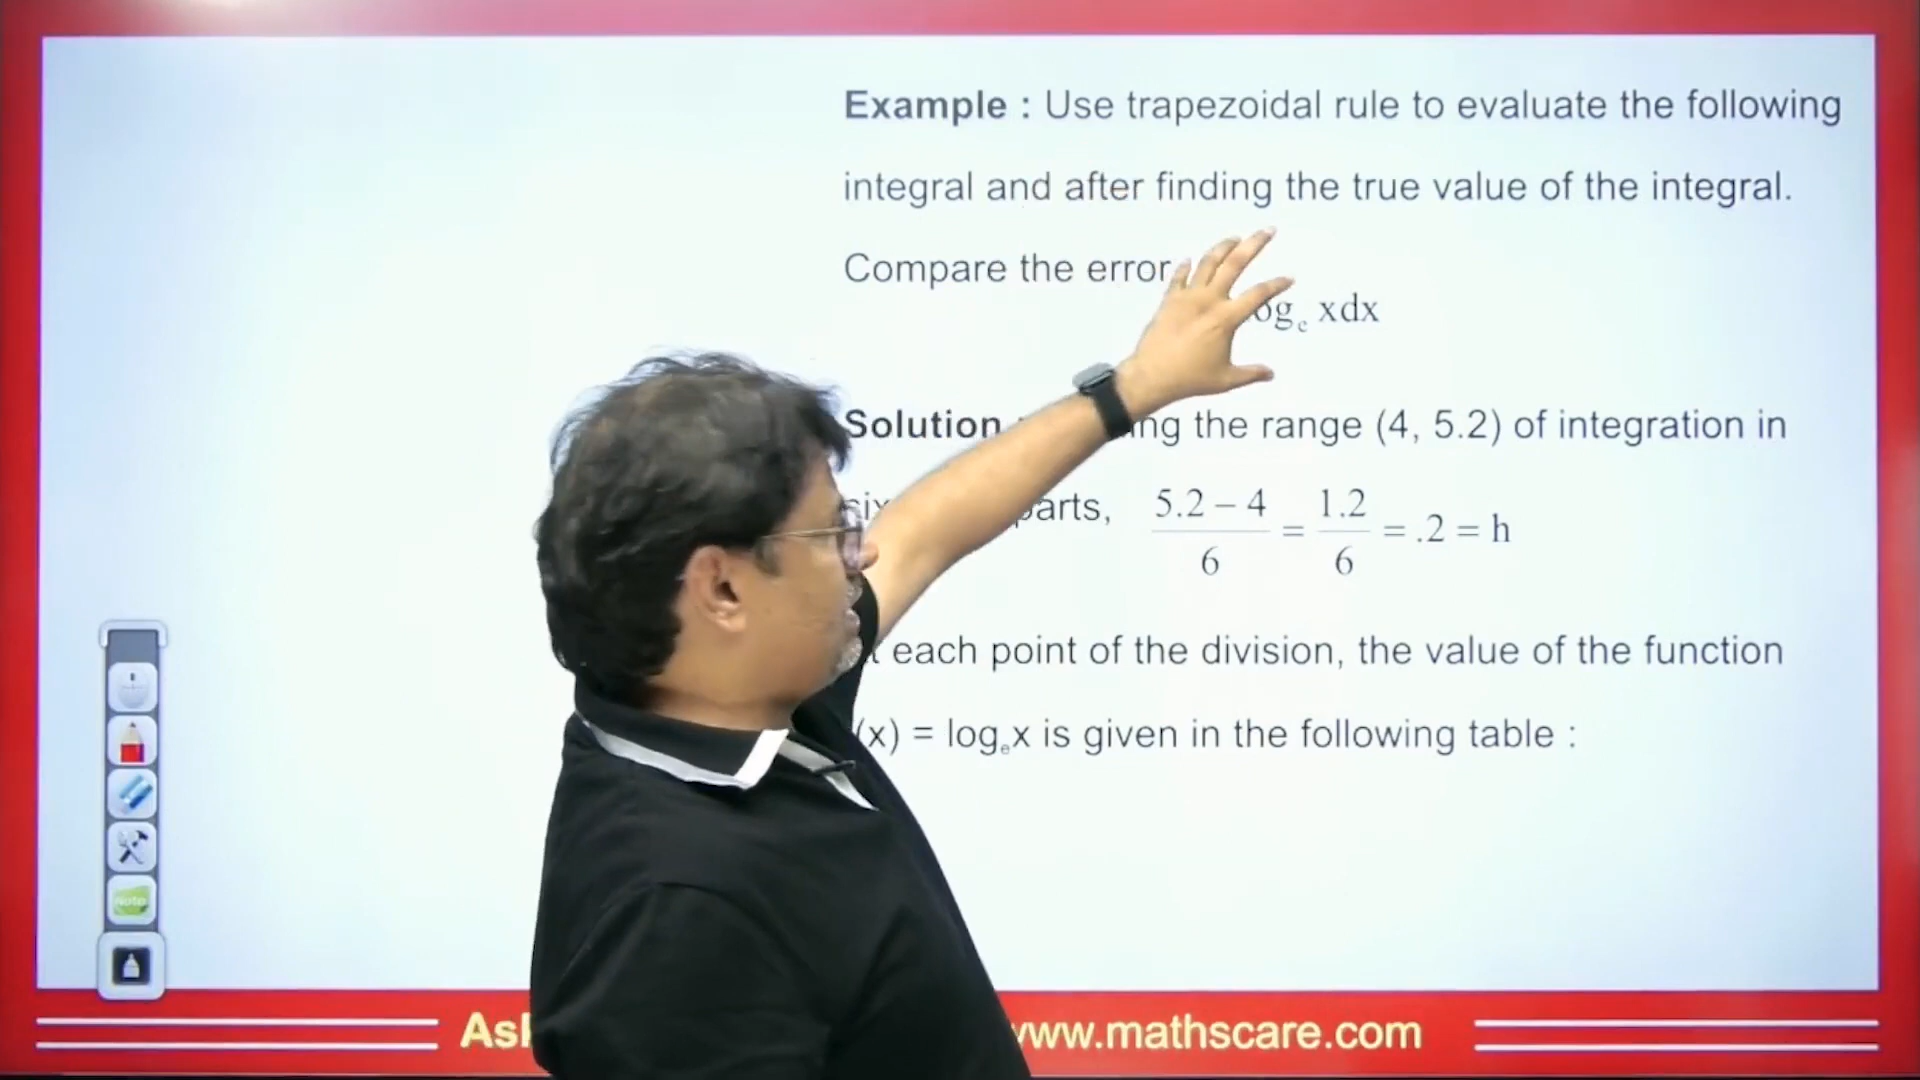 Example : Use trapezoidal rule to evaluate the following
integral and after finding the true value of the integral.
Compare the error
xdx
Solution the range (4, 5.2) of integration in
5.2 – 4 / 6 = 1.2 / 6 = .2 = h
each point of the division, the value of the function
(x) = logₑx is given in the following table :
note
www.mathscare.com